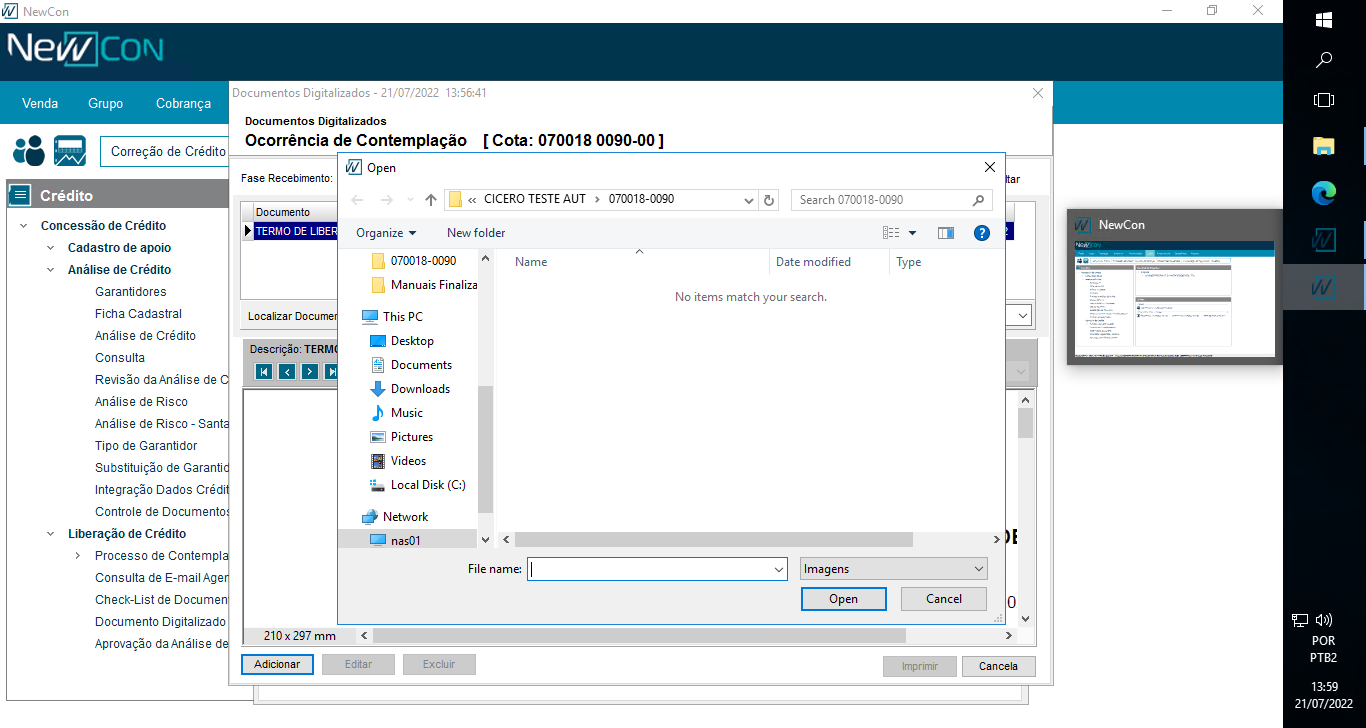 NewCon
NEWCON
Venda Grupo Cobrança
Correção de Crédito
Crédito
Concessão de Crédito
Cadastro de apoio
Análise de Crédito
Garantidores
Ficha Cadastral
Análise de Crédito
Consulta
Revisão da Análise de C
Análise de Risco
Análise de Risco - Santa
Tipo de Garantidor
Substituição de Garantid
Integração Dados Crédit
Controle de Documentos
Liberação de Crédito
Processo de Contempla
Consulta de E-mail Agen
Check-List de Documen
Documento Digitalizado
Aprovação da Análise de
Documentos Digitalizados - 21/07/2022 13:56:41
Documentos Digitalizados
Ocorrência de Contemplação [ Cota: 070018 0090-00 ]
Fase Recebimento:
ltar
Documento
TERMO DE LIBER
2
Localizar Documen
Descrição: TERMO
Open
« CICERO TESTE AUT > 070018-0090
Search 070018-0090
Organize New folder
070018-0090
Manuais Finaliza
This PC
Desktop
Documents
Downloads
Music
Pictures
Videos
Local Disk (C:)
Network
nas01
Name Date modified Type
No items match your search.
File name:
Imagens
Open Cancel
DE
0
210 x 297 mm
Adicionar Editar Excluir Imprimir Cancela
NewCon
POR
PTB2
13:59
21/07/2022